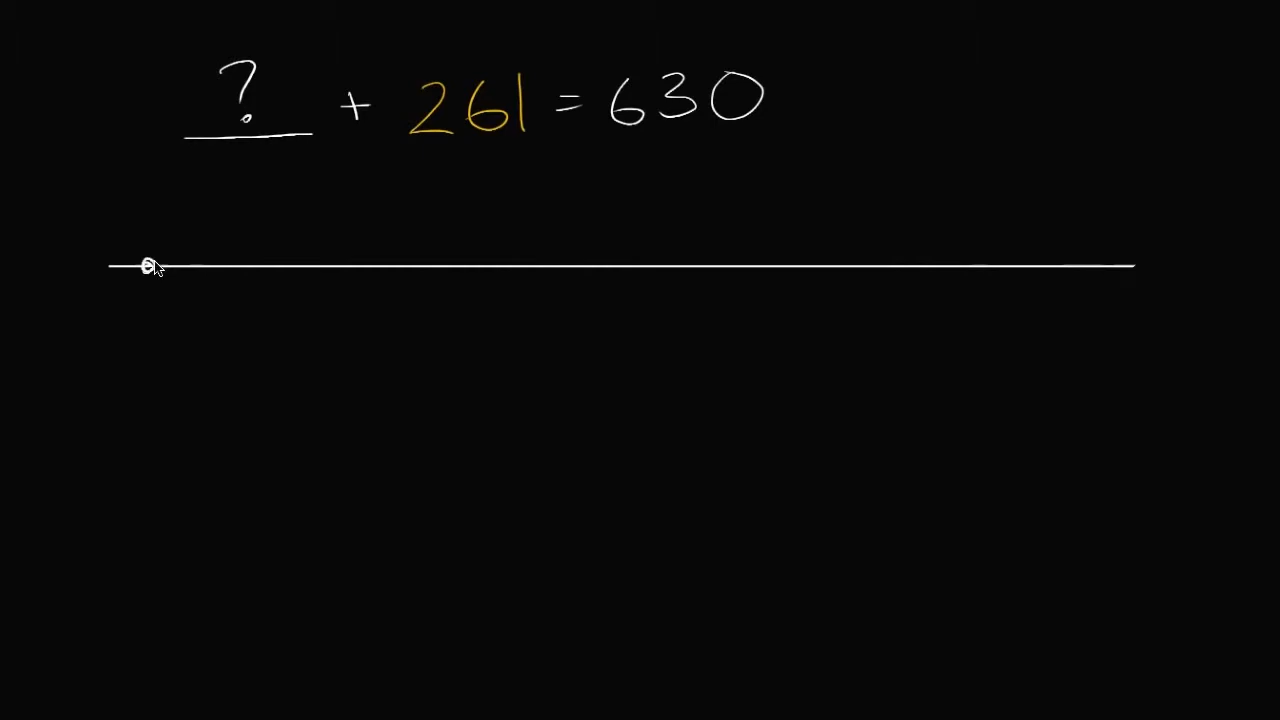 ? + 261 = 630